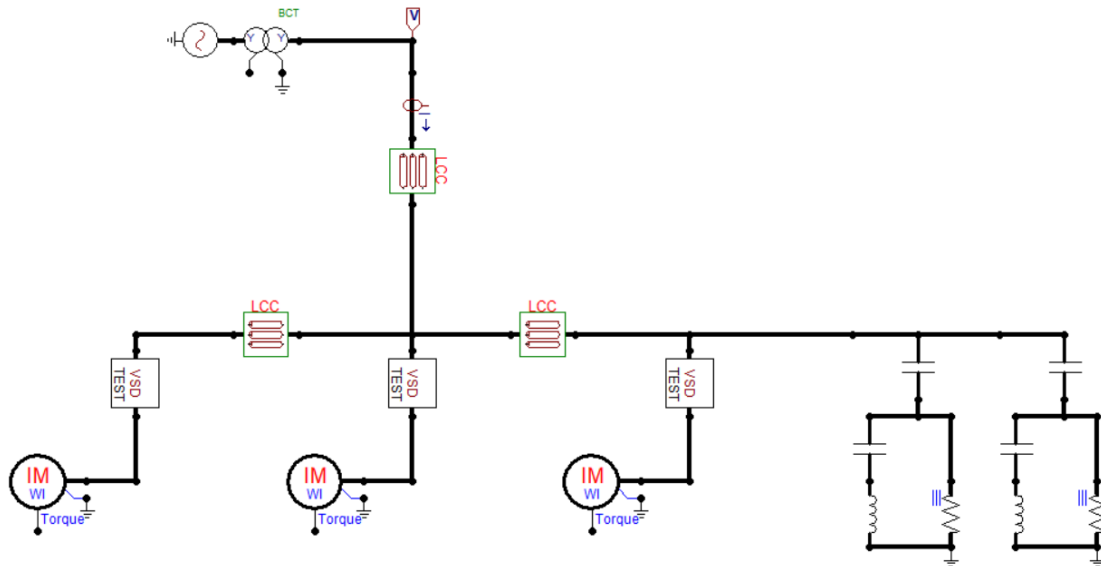 BCT
V
Y Y
I
LCC
LCC
LCC
VSD
TEST
VSD
TEST
VSD
TEST
IM
WI
Torque
IM
WI
Torque
IM
WI
Torque